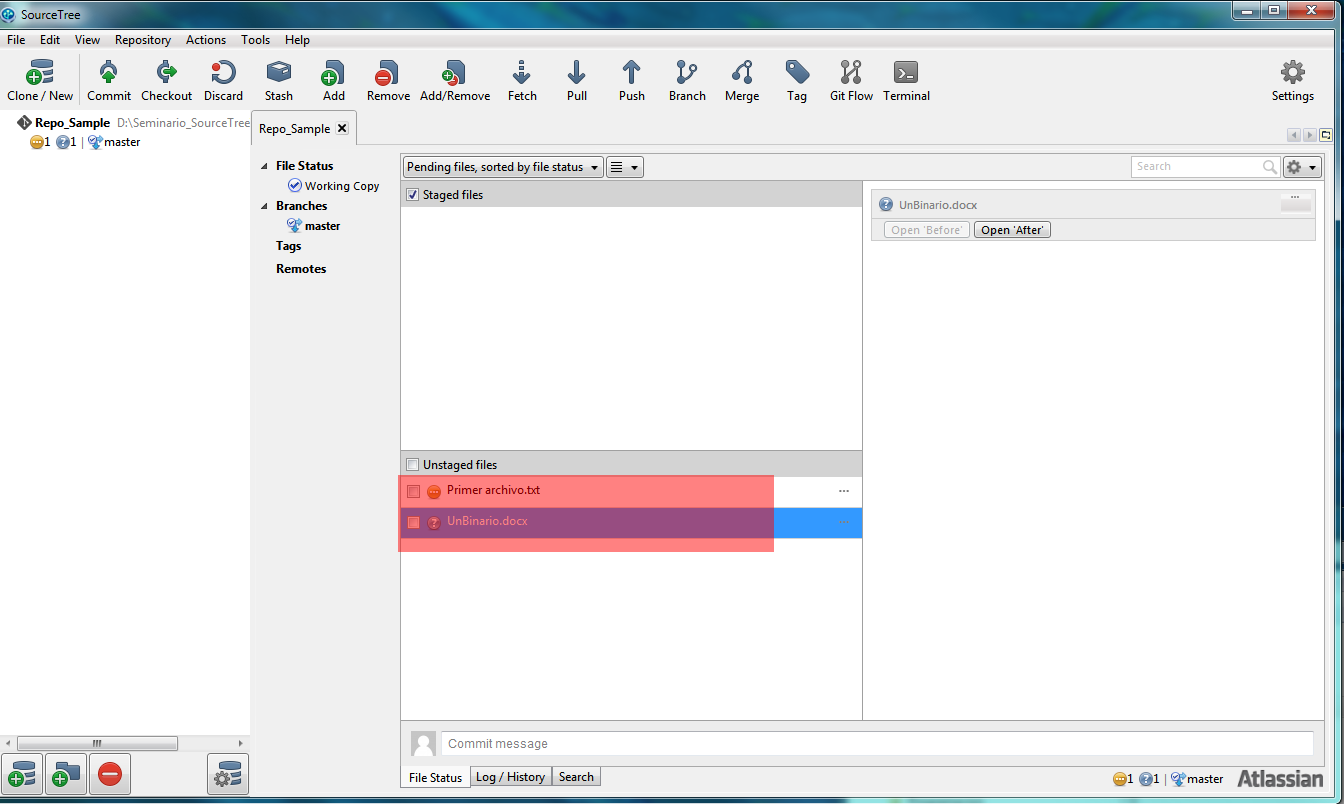 SourceTree
File Edit View Repository Actions Tools Help
Clone / New Commit Checkout Discard Stash Add Remove Add/Remove Fetch Pull Push Branch Merge Tag Git Flow Terminal Settings
Repo_Sample D:\Seminario_SourceTree
1 1 | master
Repo_Sample
File Status
Working Copy
Branches
master
Tags
Remotes
Pending files, sorted by file status
Search
Staged files
UnBinario.docx
Open 'Before' Open 'After'
Unstaged files
Primer archivo.txt
UnBinario.docx
Commit message
File Status Log / History Search
1 1 | master Atlassian